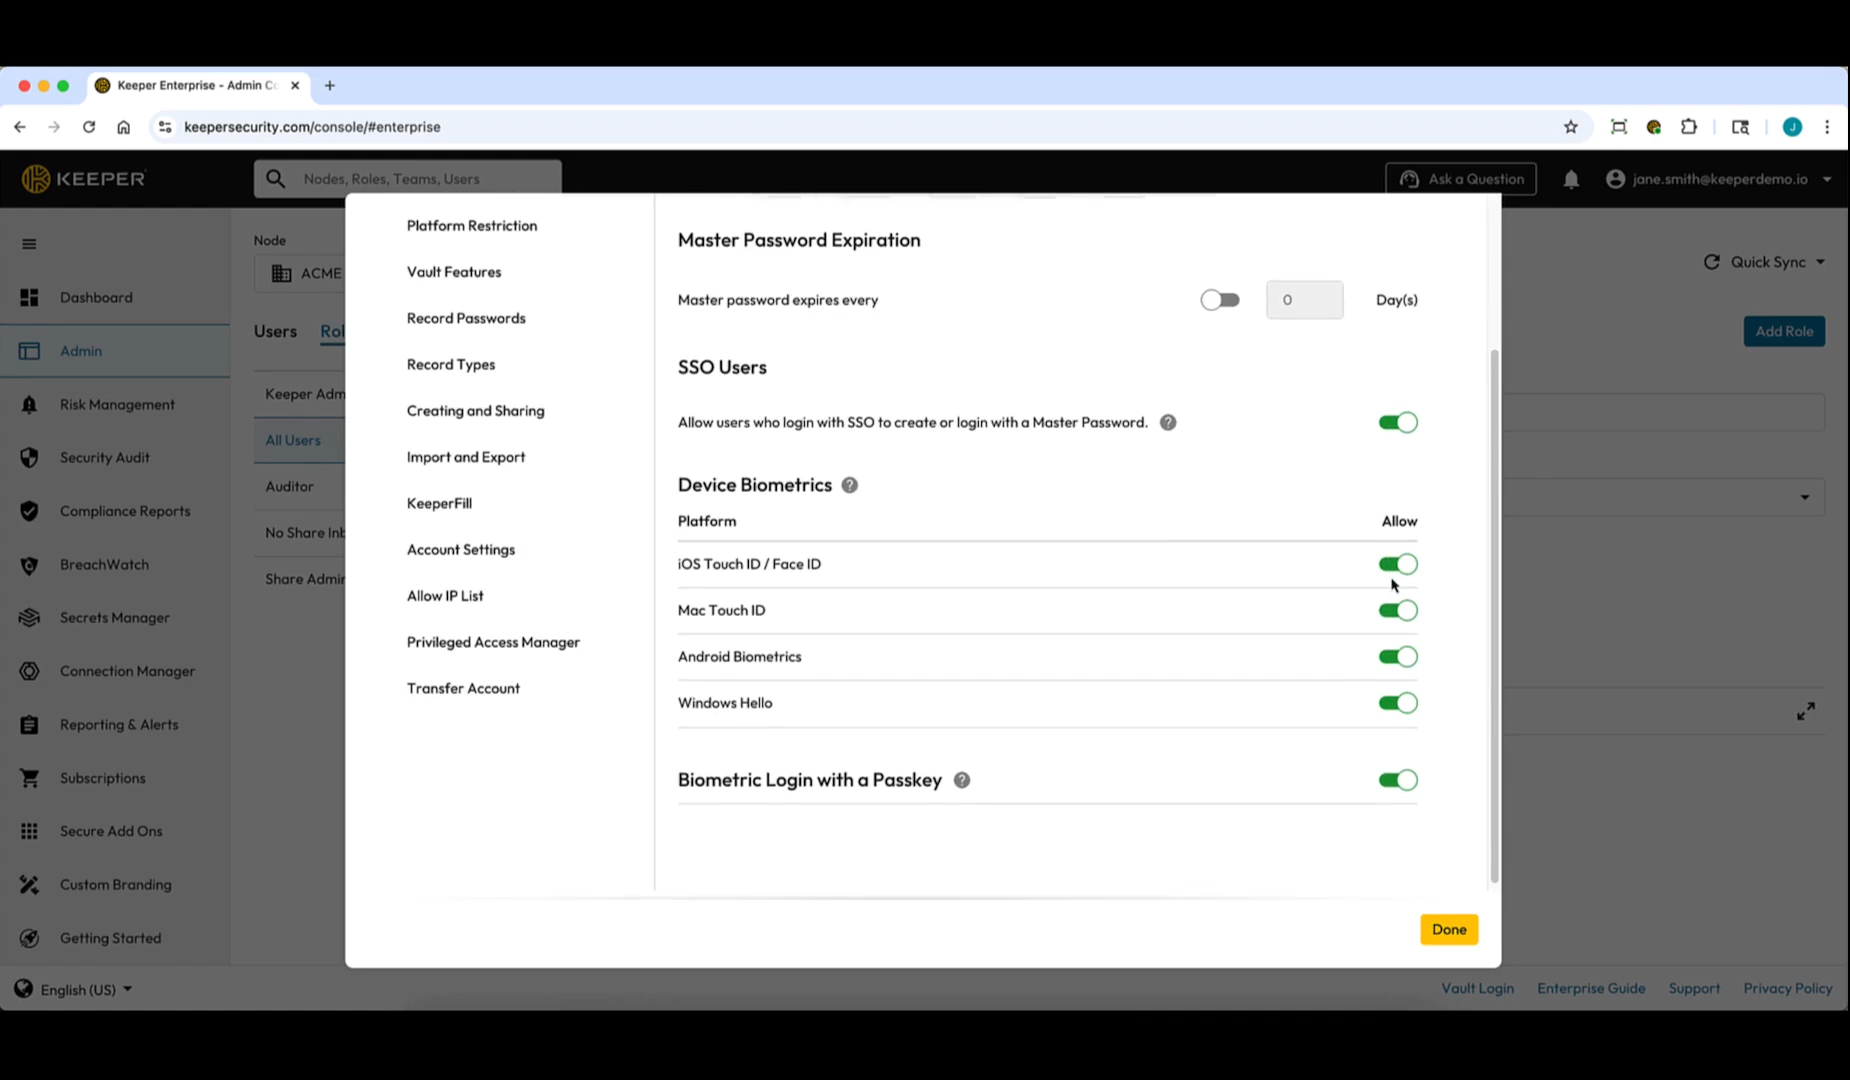 Keeper Enterprise - Admin Co
keepersecurity.com/console/#enterprise
J
KEEPER
Nodes, Roles, Teams, Users
Ask a Question
jane.smith@keeperdemo.io
Node
ACME
Quick Sync
Users
Rol
Add Role
Dashboard
Admin
Risk Management
Security Audit
Compliance Reports
BreachWatch
Secrets Manager
Connection Manager
Reporting & Alerts
Subscriptions
Secure Add Ons
Custom Branding
Getting Started
Keeper Adm
All Users
Auditor
No Share Inb
Share Admin
Platform Restriction
Vault Features
Record Passwords
Record Types
Creating and Sharing
Import and Export
KeeperFill
Account Settings
Allow IP List
Privileged Access Manager
Transfer Account
Master Password Expiration
Master password expires every
0
Day(s)
SSO Users
Allow users who login with SSO to create or login with a Master Password. ?
Device Biometrics ?
Platform
Allow
iOS Touch ID / Face ID
Mac Touch ID
Android Biometrics
Windows Hello
Biometric Login with a Passkey ?
Done
English (US)
Vault Login
Enterprise Guide
Support
Privacy Policy